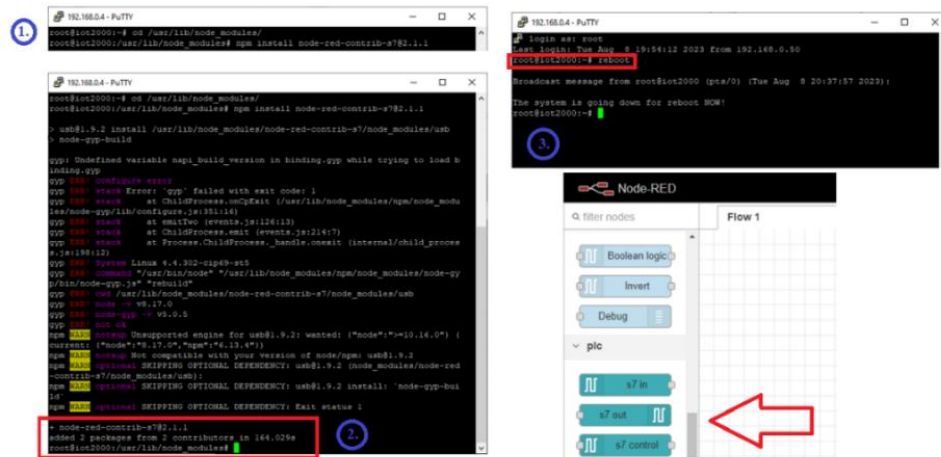 1.
192.168.0.4 - PuTTY
root@iot2000:~# cd /usr/lib/node_modules/
root@iot2000:/usr/lib/node_modules# npm install node-red-contrib-s7@2.1.1
192.168.0.4 - PuTTY
root@iot2000:~# cd /usr/lib/node_modules/
root@iot2000:/usr/lib/node_modules# npm install node-red-contrib-s7@2.1.1
> usb@1.9.2 install /usr/lib/node_modules/node-red-contrib-s7/node_modules/usb
> node-gyp-build
gyp: Undefined variable napi_build_version in binding.gyp while trying to load b
inding.gyp
gyp ERR! configure error
gyp ERR! stack Error: `gyp` failed with exit code: 1
gyp ERR! stack     at ChildProcess.onCpExit (/usr/lib/node_modules/npm/node_modu
les/node-gyp/lib/configure.js:351:16)
gyp ERR! stack     at emitTwo (events.js:126:13)
gyp ERR! stack     at ChildProcess.emit (events.js:214:7)
gyp ERR! stack     at Process.ChildProcess._handle.onexit (internal/child_proces
s.js:198:12)
gyp ERR! System Linux 4.4.302-cip69-st5
gyp ERR! command "/usr/bin/node" "/usr/lib/node_modules/npm/node_modules/node-gy
p/bin/node-gyp.js" "rebuild"
gyp ERR! cwd /usr/lib/node_modules/node-red-contrib-s7/node_modules/usb
gyp ERR! node -v v8.17.0
gyp ERR! node-gyp -v v5.0.5
gyp ERR! not ok
npm WARN notsup Unsupported engine for usb@1.9.2: wanted: {"node":">=10.16.0"} (
current: {"node":"8.17.0","npm":"6.13.4"})
npm WARN notsup Not compatible with your version of node/npm: usb@1.9.2
npm WARN optional SKIPPING OPTIONAL DEPENDENCY: usb@1.9.2 (node_modules/node-red
-contrib-s7/node_modules/usb):
npm WARN optional SKIPPING OPTIONAL DEPENDENCY: usb@1.9.2 install: `node-gyp-bui
ld`
npm WARN optional SKIPPING OPTIONAL DEPENDENCY: Exit status 1
+ node-red-contrib-s7@2.1.1
added 2 packages from 2 contributors in 164.029s
root@iot2000:/usr/lib/node_modules#
2.
192.168.0.4 - PuTTY
login as: root
Last login: Tue Aug  8 19:54:12 2023 from 192.168.0.50
root@iot2000:~# reboot
Broadcast message from root@iot2000 (pts/0) (Tue Aug  8 20:37:57 2023):
The system is going down for reboot NOW!
root@iot2000:~#
3.
Node-RED
filter nodes
Flow 1
Boolean logic
Invert
Debug
plc
s7 in
s7 out
s7 control